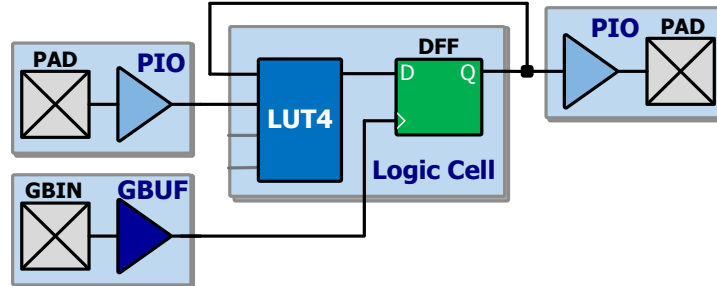 PAD
PIO
DFF
PIO
PAD
D
Q
LUT4
Logic Cell
GBIN
GBUF